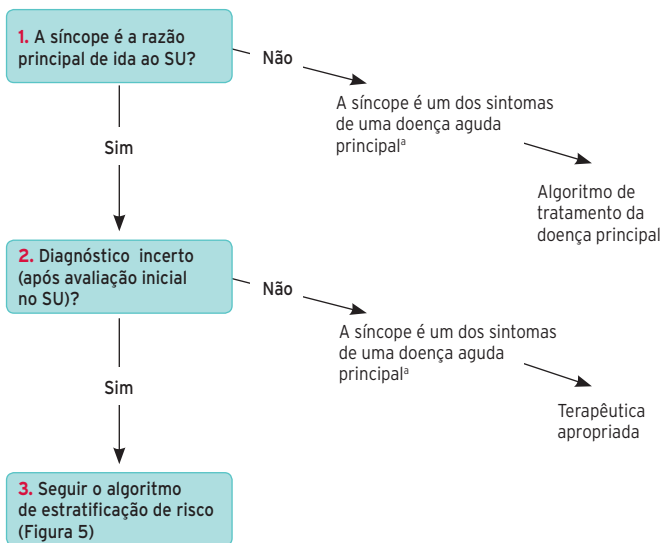 1. A síncope é a razão
principal de ida ao SU?
Não
A síncope é um dos sintomas
de uma doença aguda
principalᵃ
Sim
Algoritmo de
tratamento da
doença principal
2. Diagnóstico incerto
(após avaliação inicial
no SU)?
Não
A síncope é um dos sintomas
de uma doença aguda
principalᵃ
Sim
Terapêutica
apropriada
3. Seguir o algoritmo
de estratificação de risco
(Figura 5)